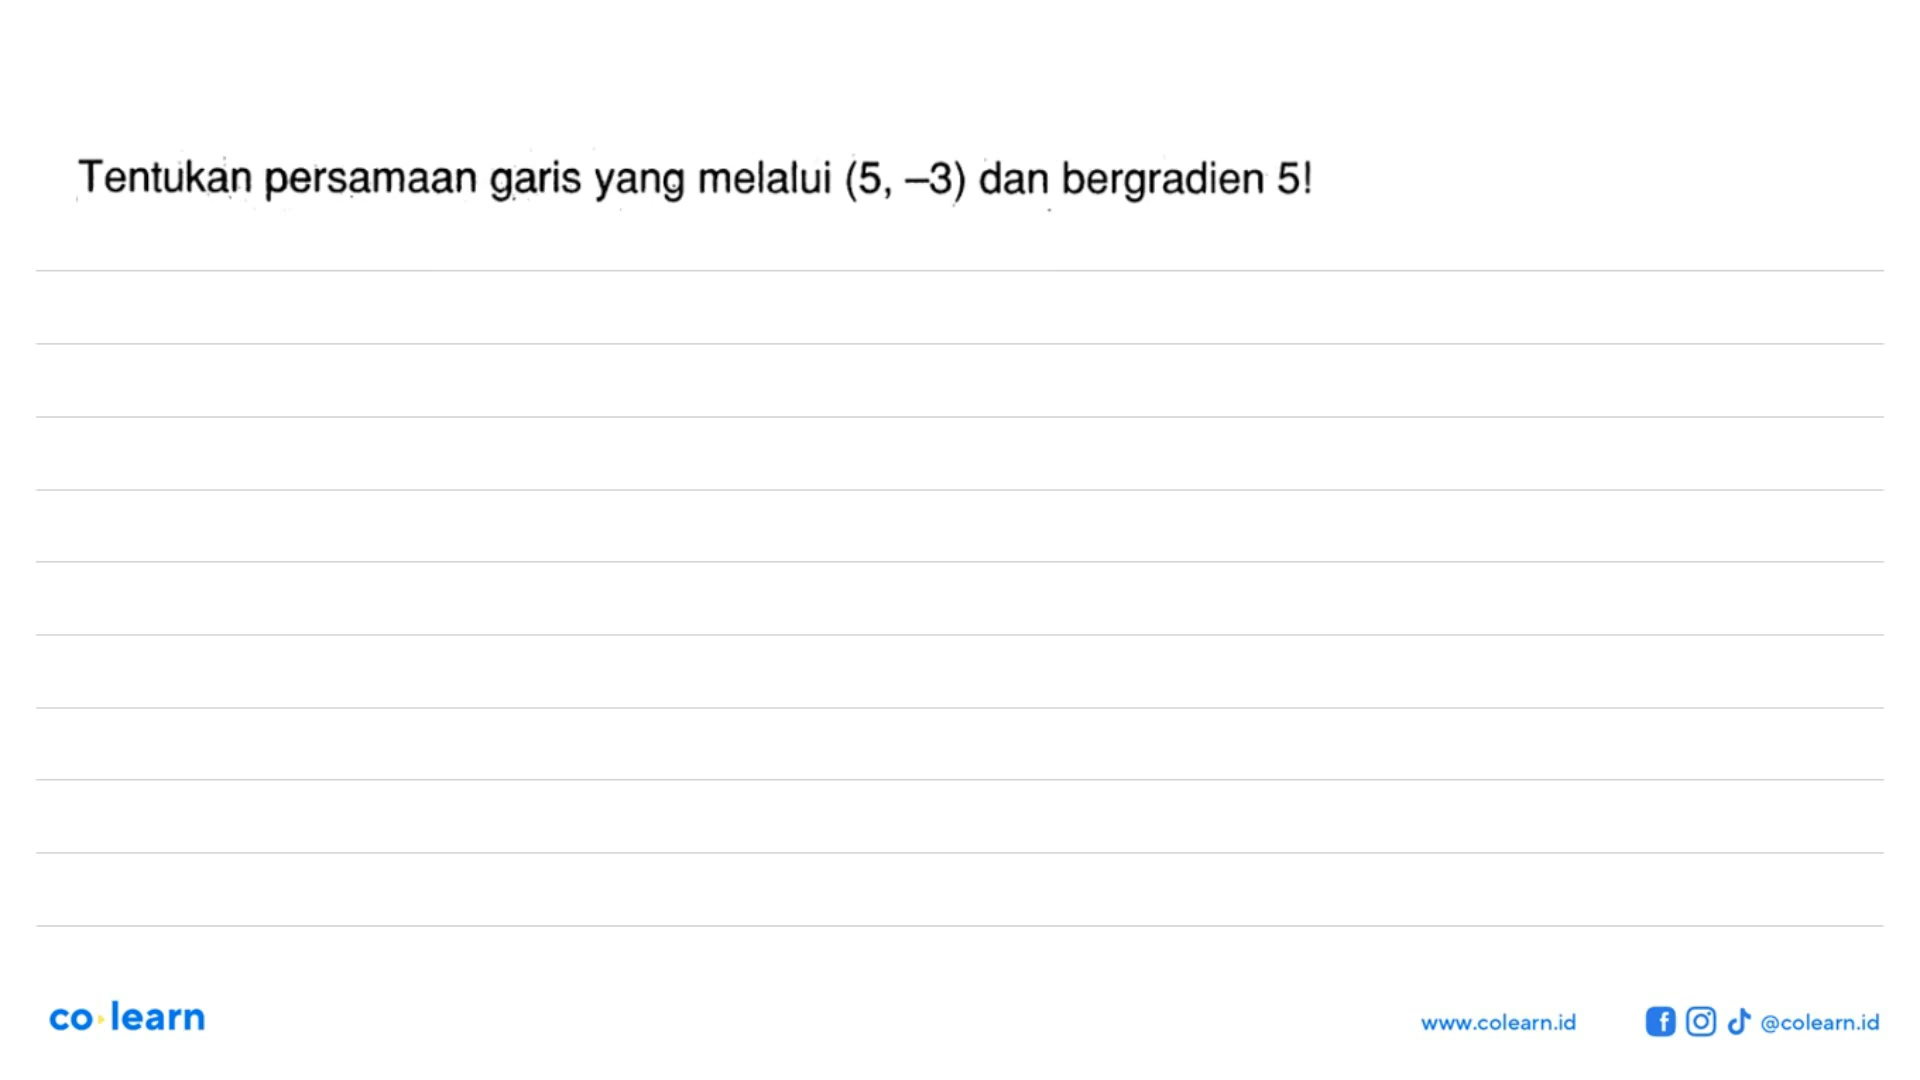 Tentukan persamaan garis yang melalui (5, –3) dan bergradien 5!
co learn
www.colearn.id
@colearn.id